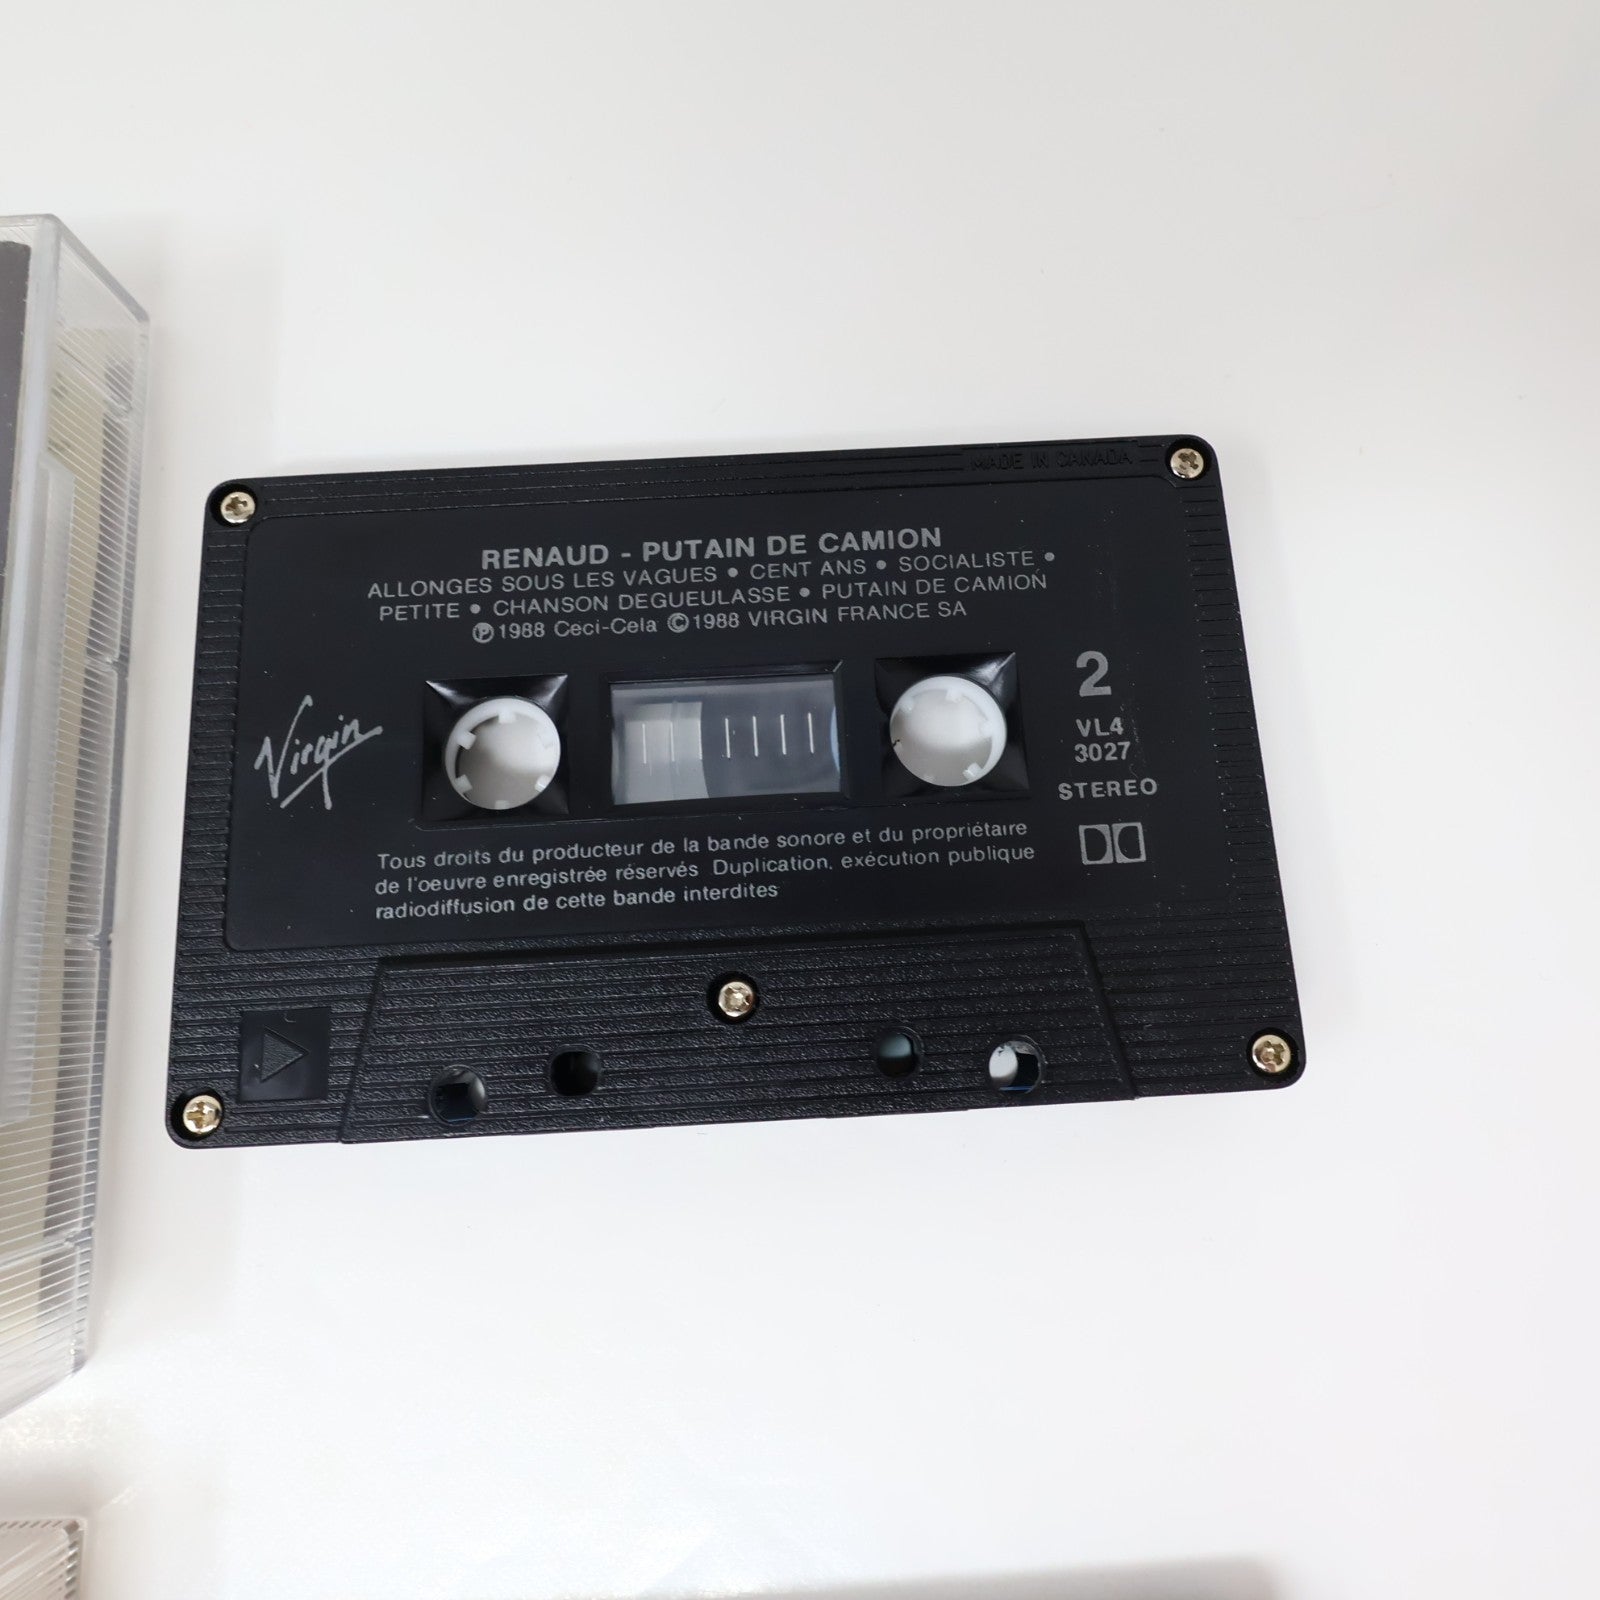 MADE IN CANADA
RENAUD - PUTAIN DE CAMION
ALLONGES SOUS LES VAGUES • CENT ANS • SOCIALISTE •
PETITE • CHANSON DEGUEULASSE • PUTAIN DE CAMION
Ⓟ 1988 Ceci-Cela © 1988 VIRGIN FRANCE SA
Virgin
2
VL4
3027
STEREO
Tous droits du producteur de la bande sonore et du propriétaire
de l'oeuvre enregistrée réservés Duplication, exécution publique
radiodiffusion de cette bande interdites